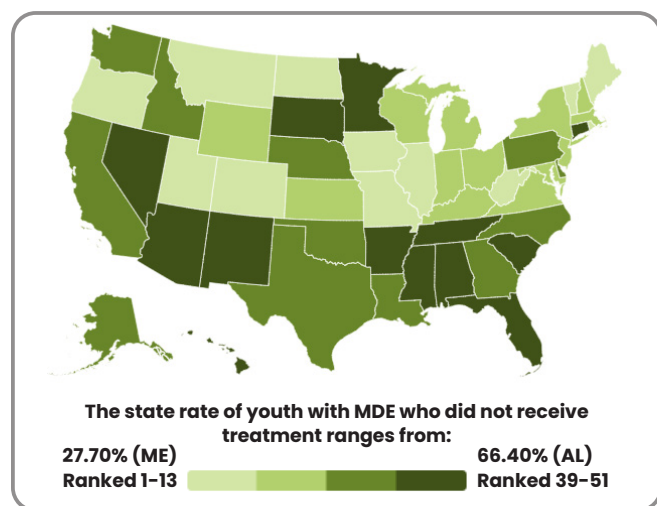 The state rate of youth with MDE who did not receive
treatment ranges from:
27.70% (ME)
Ranked 1-13
66.40% (AL)
Ranked 39-51